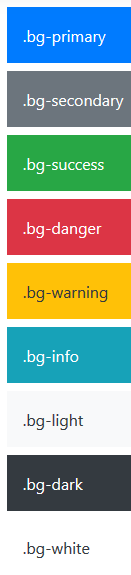 .bg-primary
.bg-secondary
.bg-success
.bg-danger
.bg-warning
.bg-info
.bg-light
.bg-dark
.bg-white